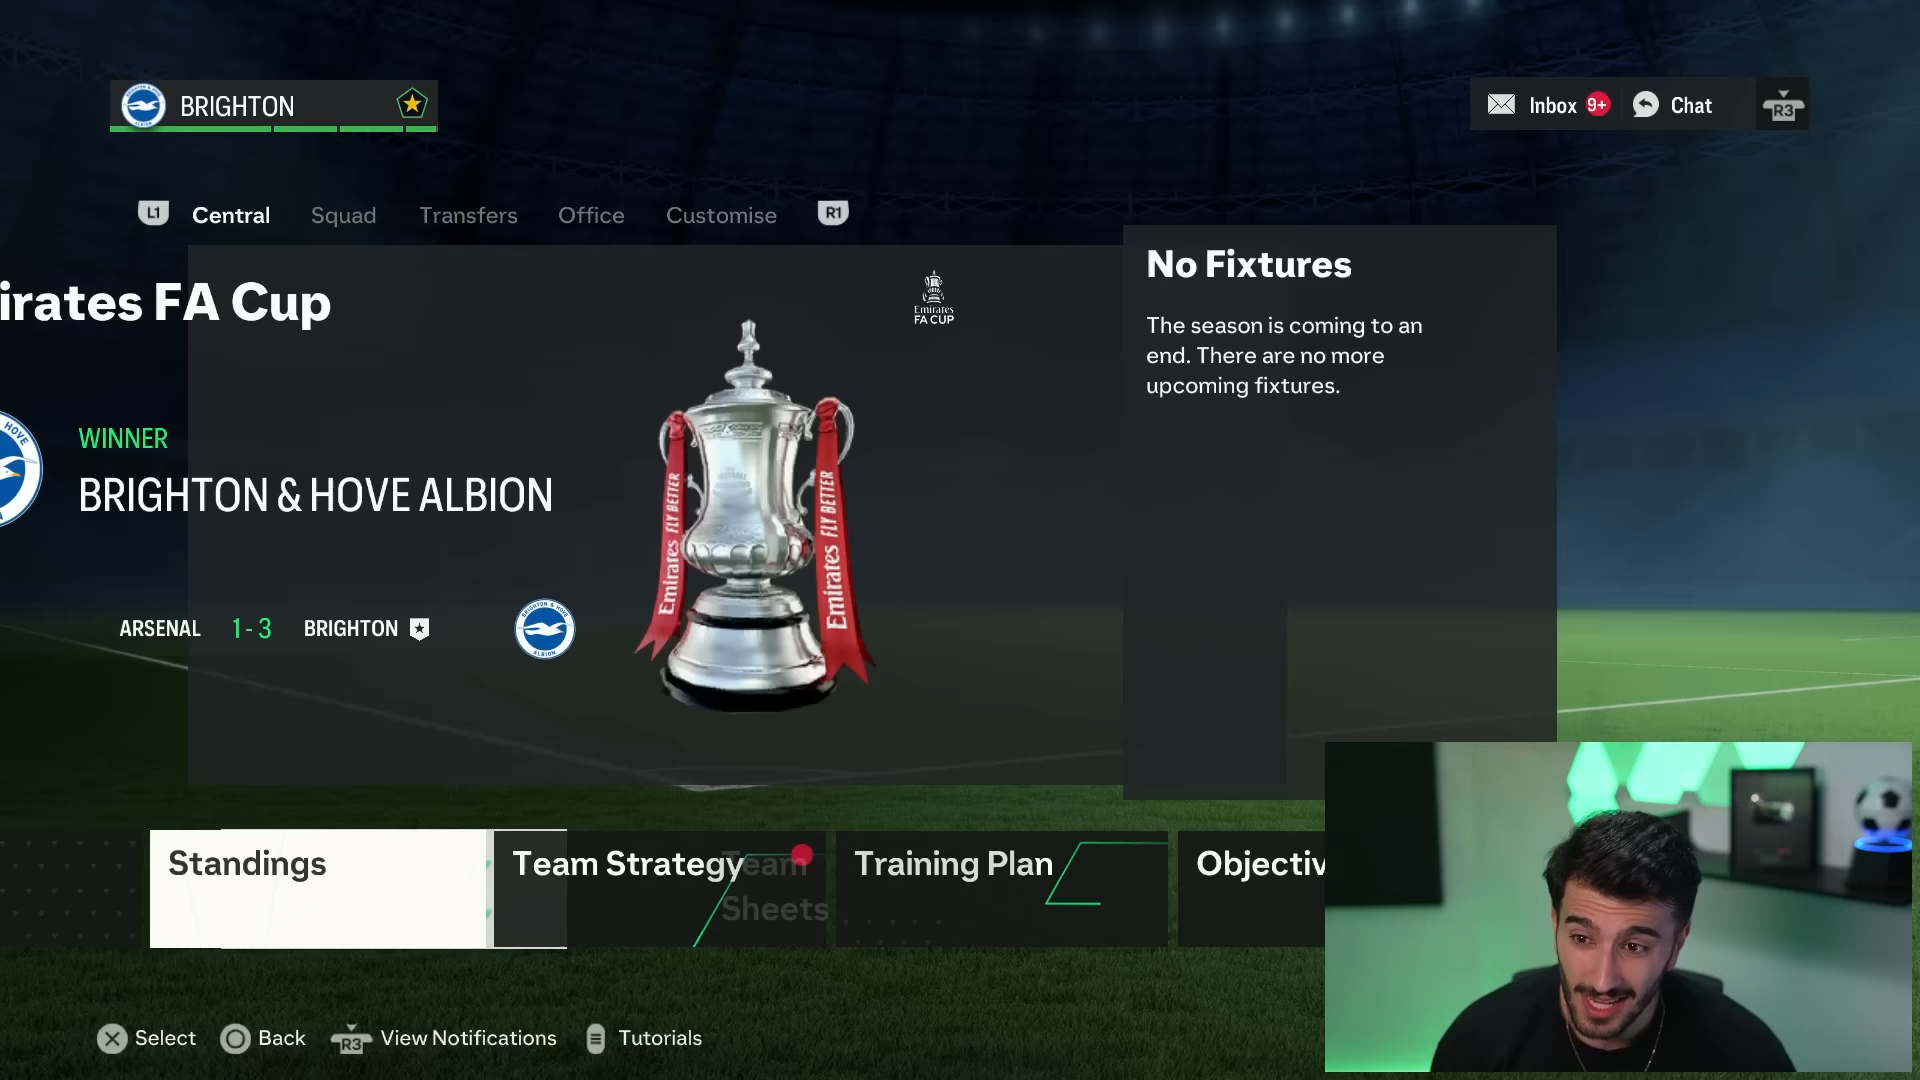 BRIGHTON
Inbox 9+
Chat
R3
L1
Central
Squad
Transfers
Office
Customise
R1
irates FA Cup
Emirates
FA CUP
WINNER
BRIGHTON & HOVE ALBION
ARSENAL 1 - 3 BRIGHTON
Emirates FLY BETTER
Emirates FLY BETTER
No Fixtures
The season is coming to an
end. There are no more
upcoming fixtures.
Standings
Team Strategy
Team
Sheets
Training Plan
Objectiv
Select
Back
R3
View Notifications
Tutorials